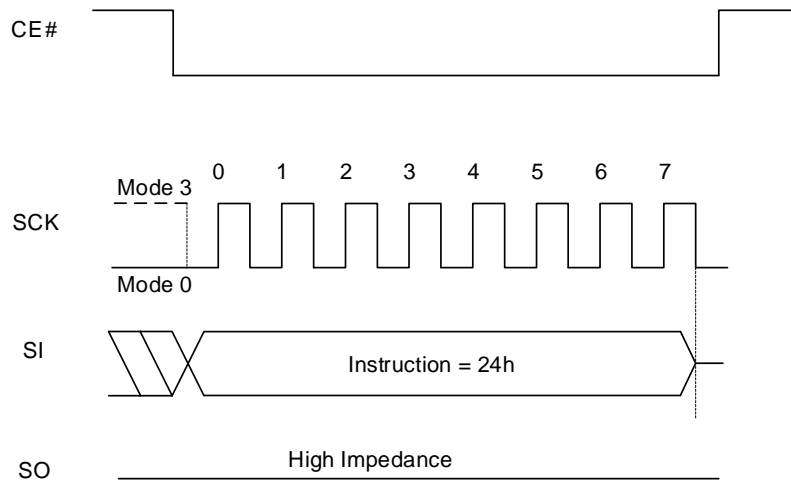 CE#
0 1 2 3 4 5 6 7
Mode 3
SCK
Mode 0
SI
Instruction = 24h
High Impedance
SO